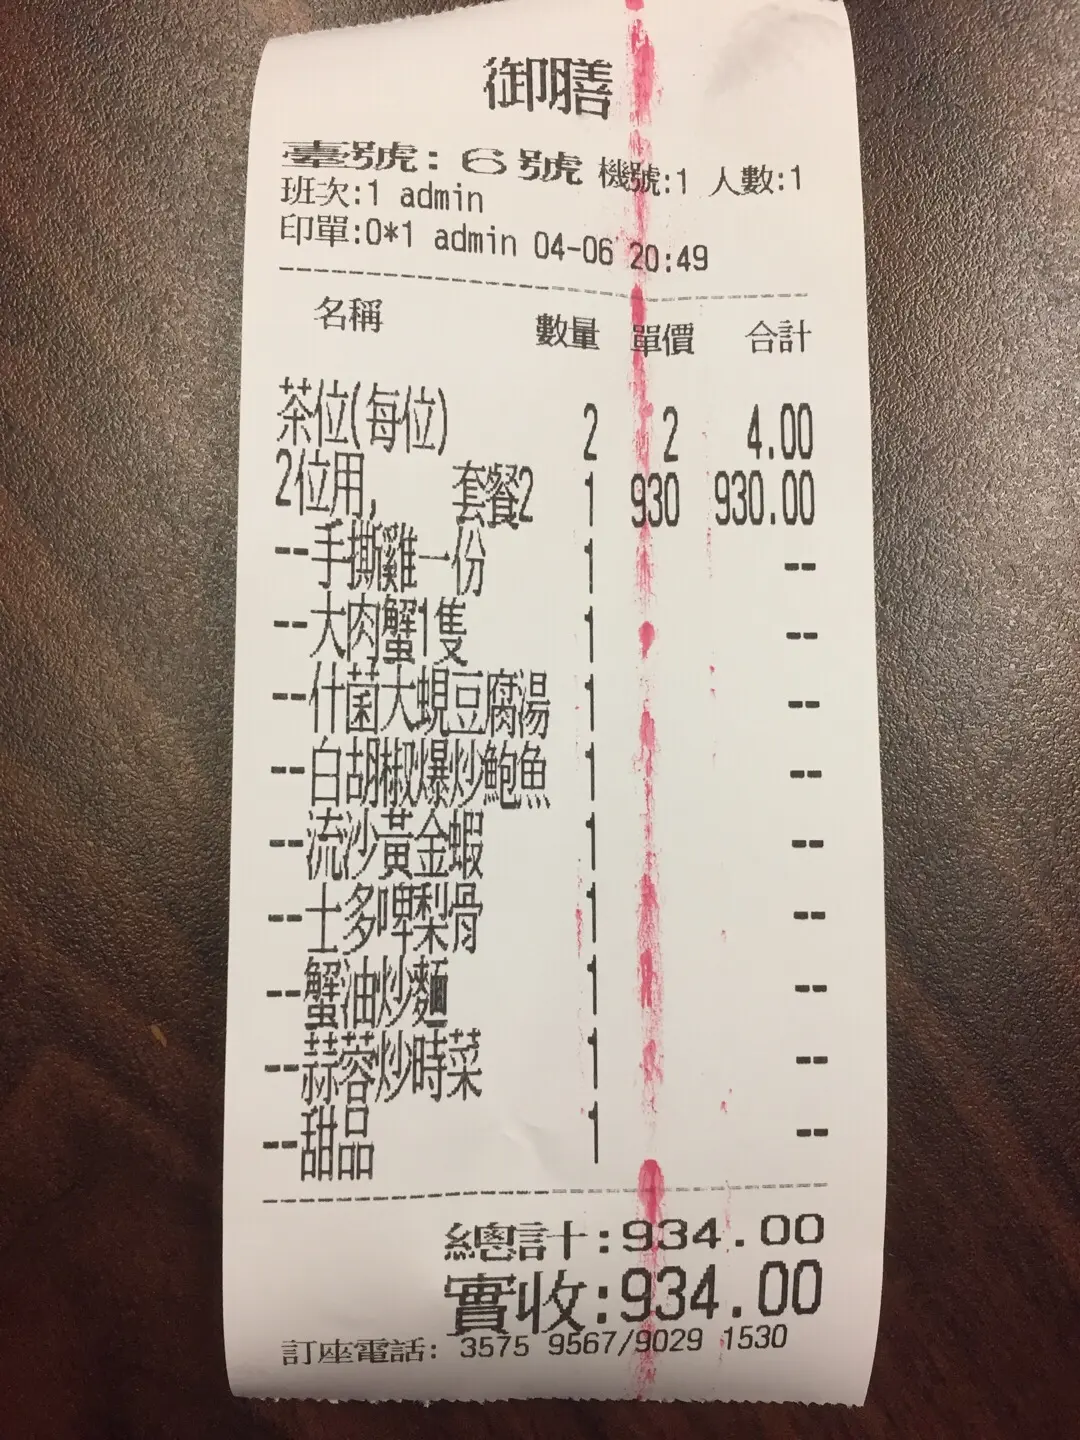 御膳
臺號: 6號 機號:1 人數:1
班次:1 admin
印單:0*1 admin 04-06 20:49
名稱 數量 單價 合計
茶位(每位) 2 2 4.00
2位用, 套餐2 1 930 930.00
--手撕雞一份 1 --
--大肉蟹1隻 1 --
--什菌大蜆豆腐湯 1 --
--白胡椒爆炒鮑魚 1 --
--流沙黃金蝦 1 --
--士多啤梨骨 1 --
--蟹油炒麵 1 --
--蒜蓉炒時菜 1 --
--甜品 1 --
總計:934.00
實收:934.00
訂座電話: 3575 9567/9029 1530